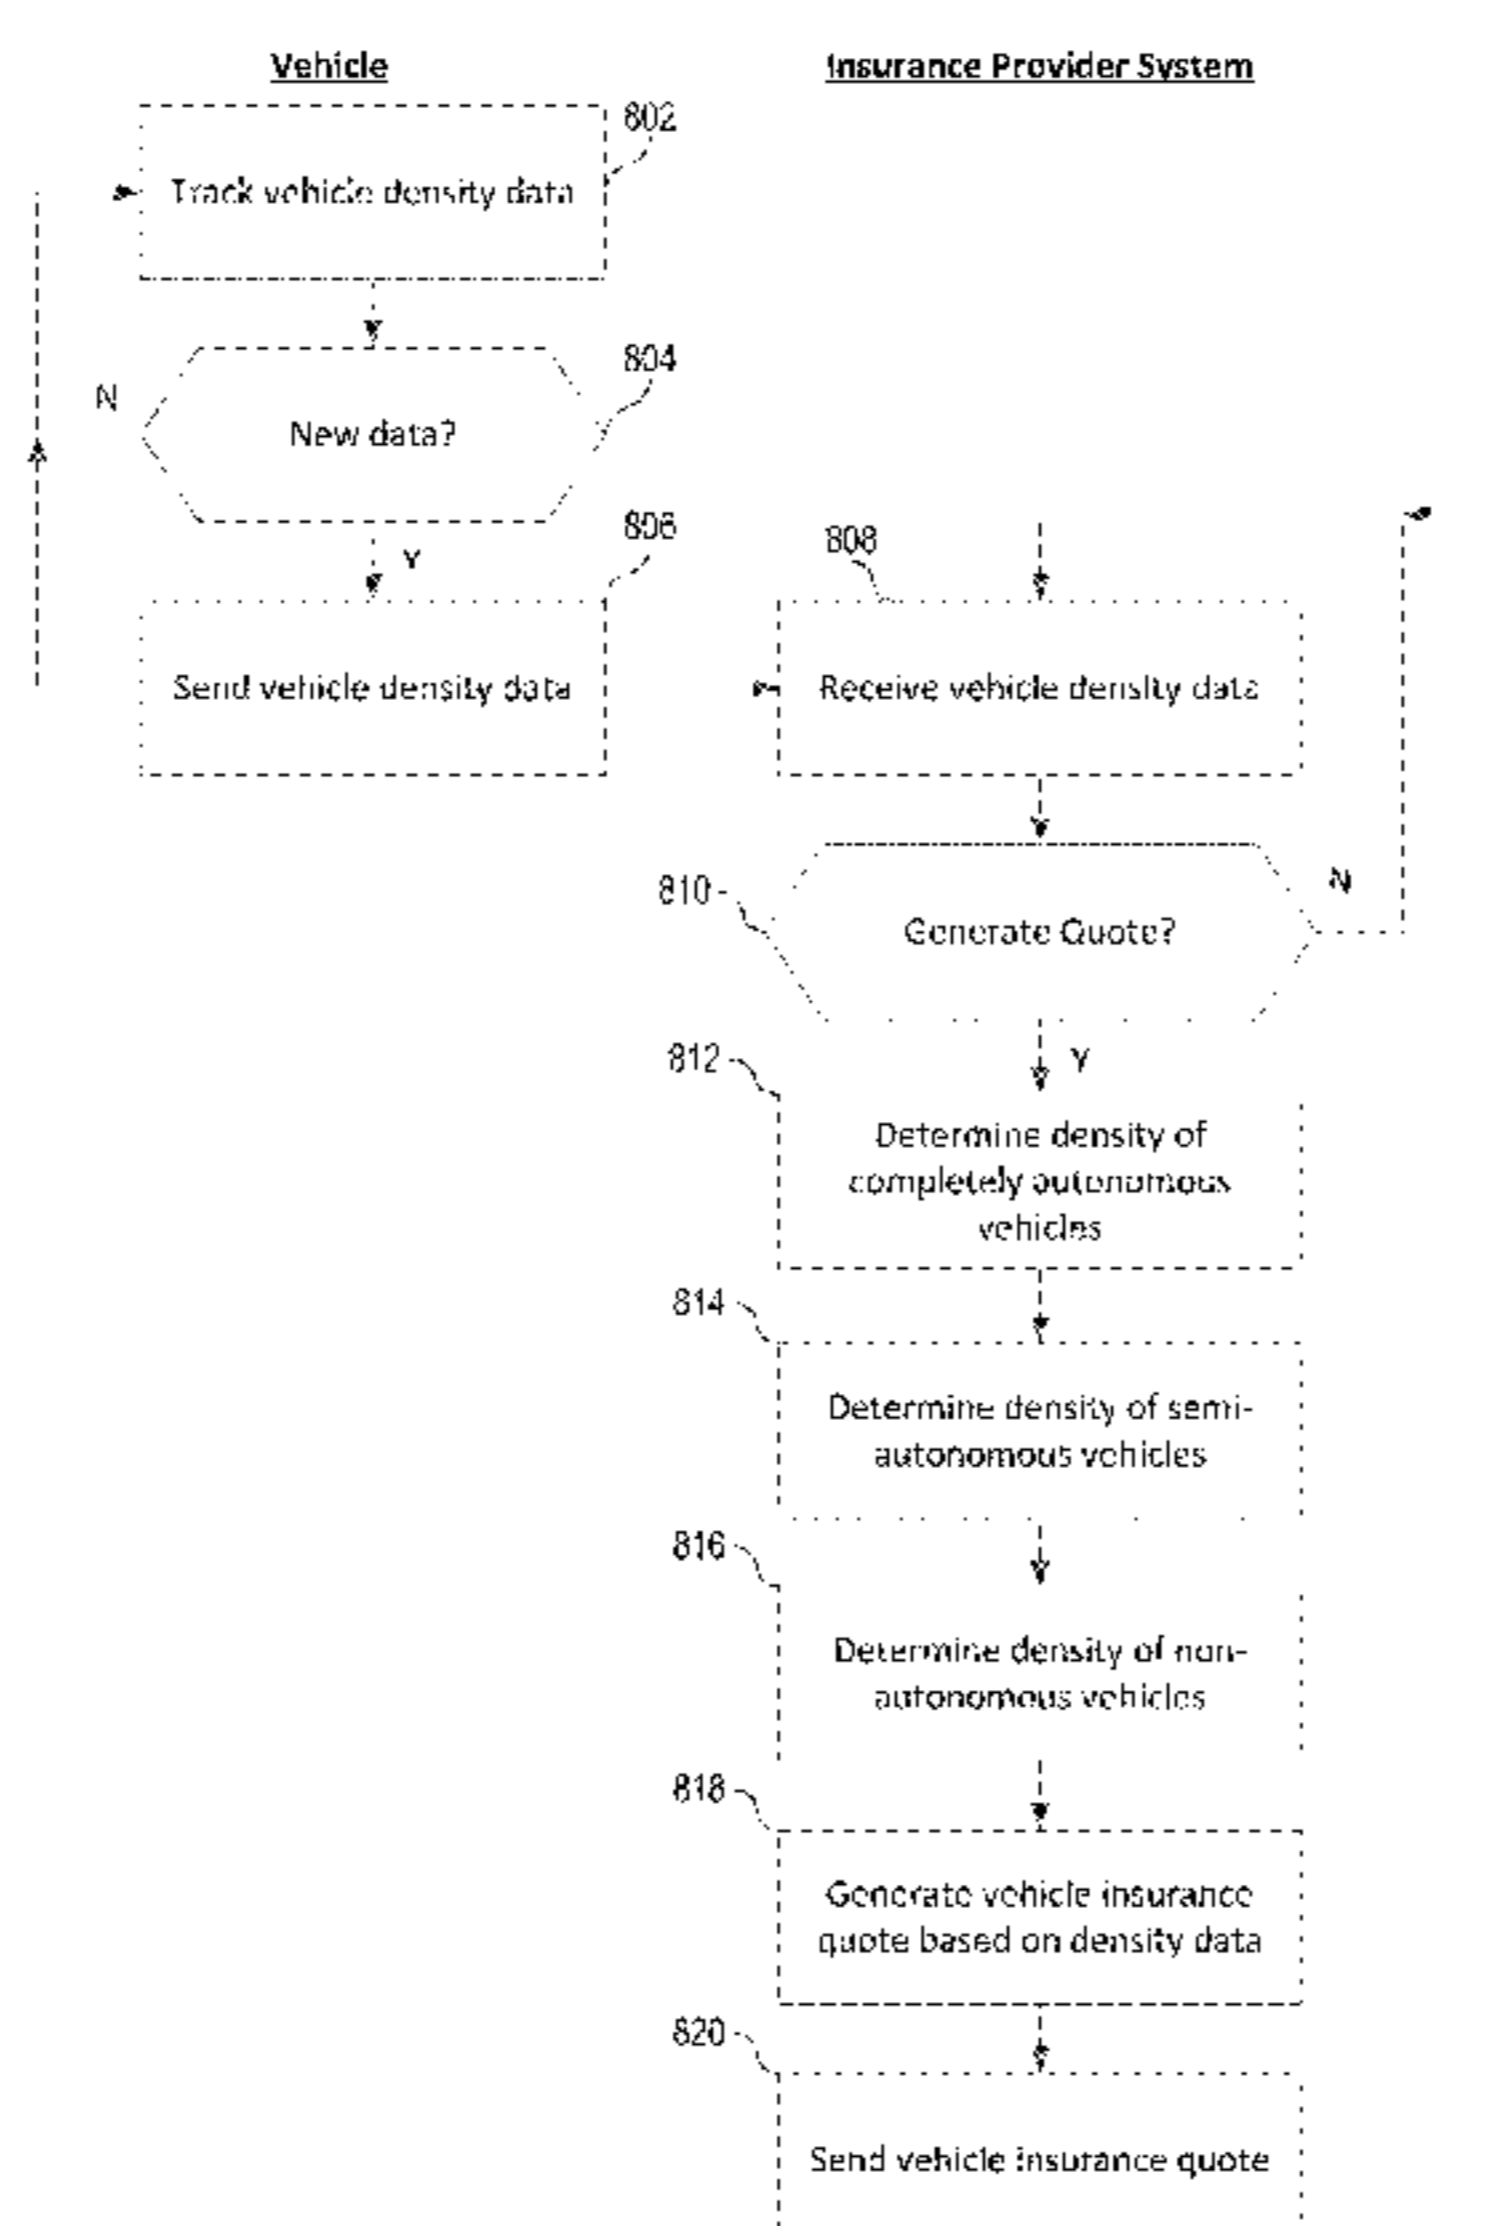 Vehicle
Insurance Provider System
802
Track vehicle density data
804
N
New data?
806
Y
Send vehicle density data
808
Receive vehicle density data
810
N
Generate Quote?
Y
812
Determine density of
completely autonomous
vehicles
814
Determine density of semi-
autonomous vehicles
816
Determine density of non-
autonomous vehicles
818
Generate vehicle insurance
quote based on density data
820
Send vehicle insurance quote